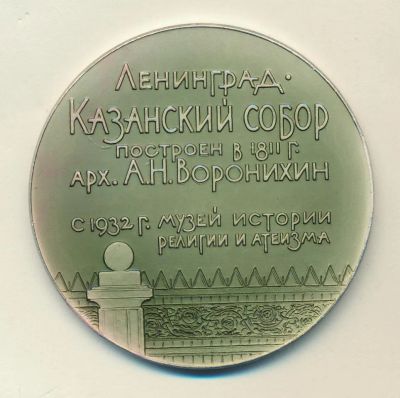 Ленинград·
Казанский собор
построен в 1811 г.
арх. А.Н. Воронихин
с 1932 г. музей истории
религии и атеизма